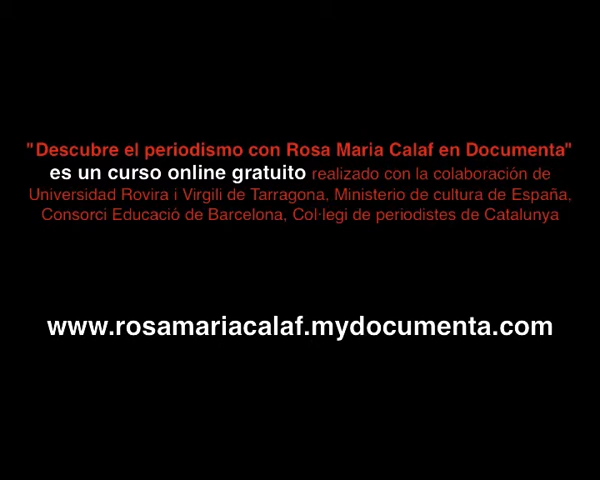 "Descubre el periodismo con Rosa Maria Calaf en Documenta"
es un curso online gratuito realizado con la colaboración de
Universidad Rovira i Virgili de Tarragona, Ministerio de cultura de España,
Consorci Educació de Barcelona, Col·legi de periodistes de Catalunya
www.rosamariacalaf.mydocumenta.com